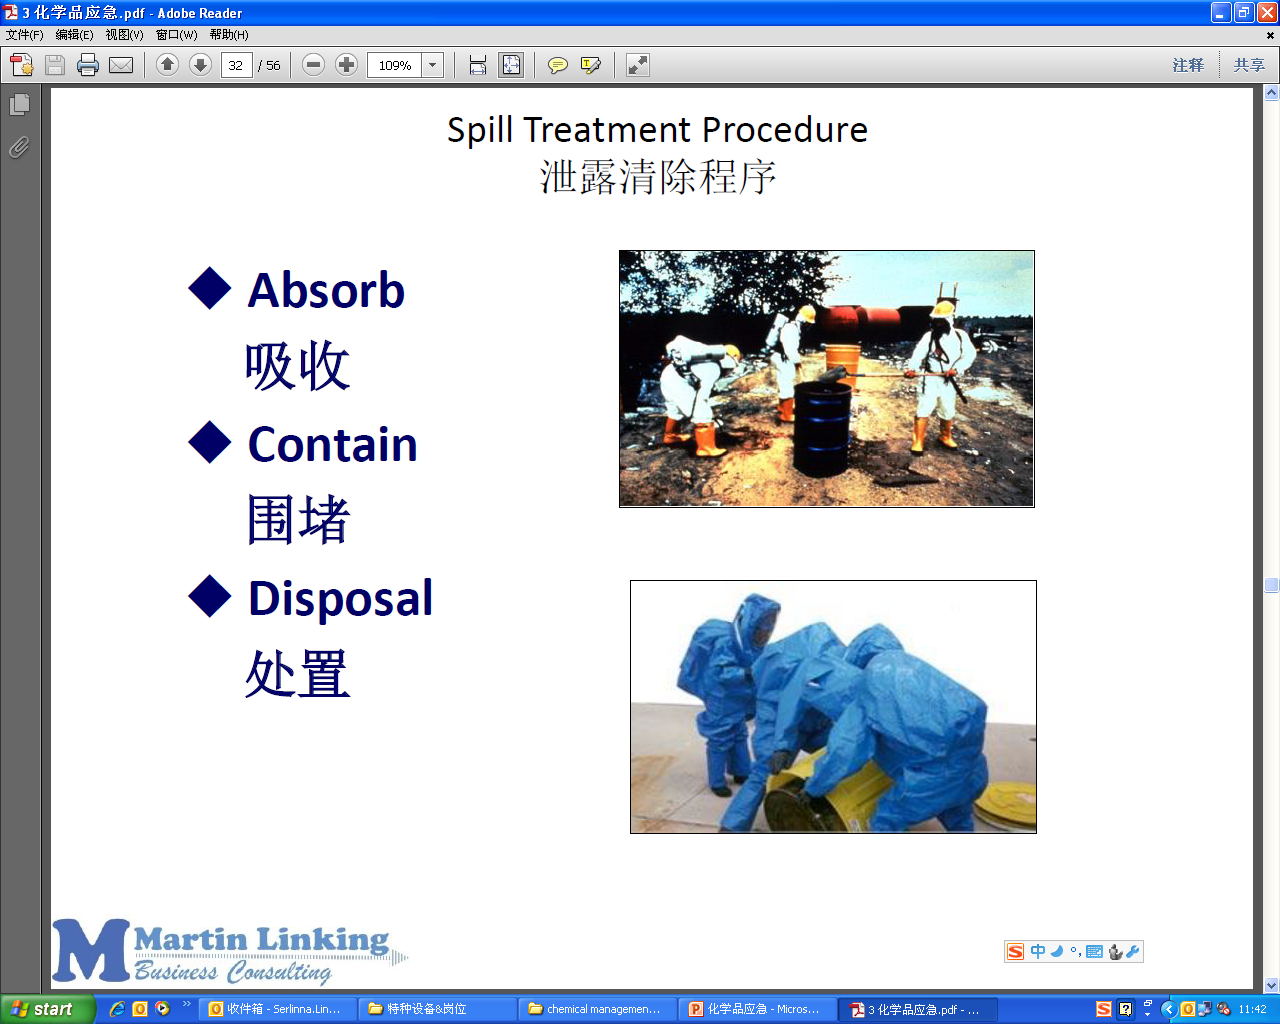 3 化学品应急.pdf - Adobe Reader
文件(F) 编辑(E) 视图(V) 窗口(W) 帮助(H)
32 / 56 109% 注释 共享
Spill Treatment Procedure
泄露清除程序
Absorb
吸收
Contain
围堵
Disposal
处置
Martin Linking
Business Consulting
中
start 收件箱 - Serlinna.Lin... 特种设备&岗位 chemical managemen... 化学品应急 - Micros... 3 化学品应急.pdf - ... 11:42